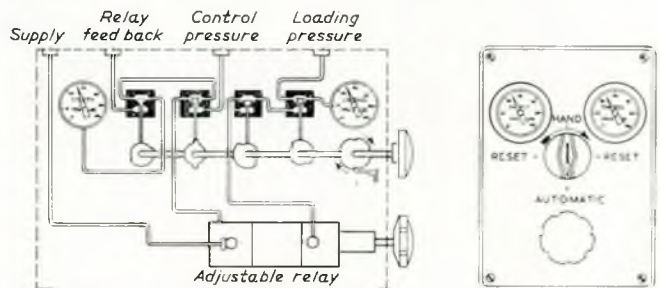 Supply
Relay
feed back
Control
pressure
Loading
pressure
Adjustable relay
HAND
RESET
RESET
AUTOMATIC